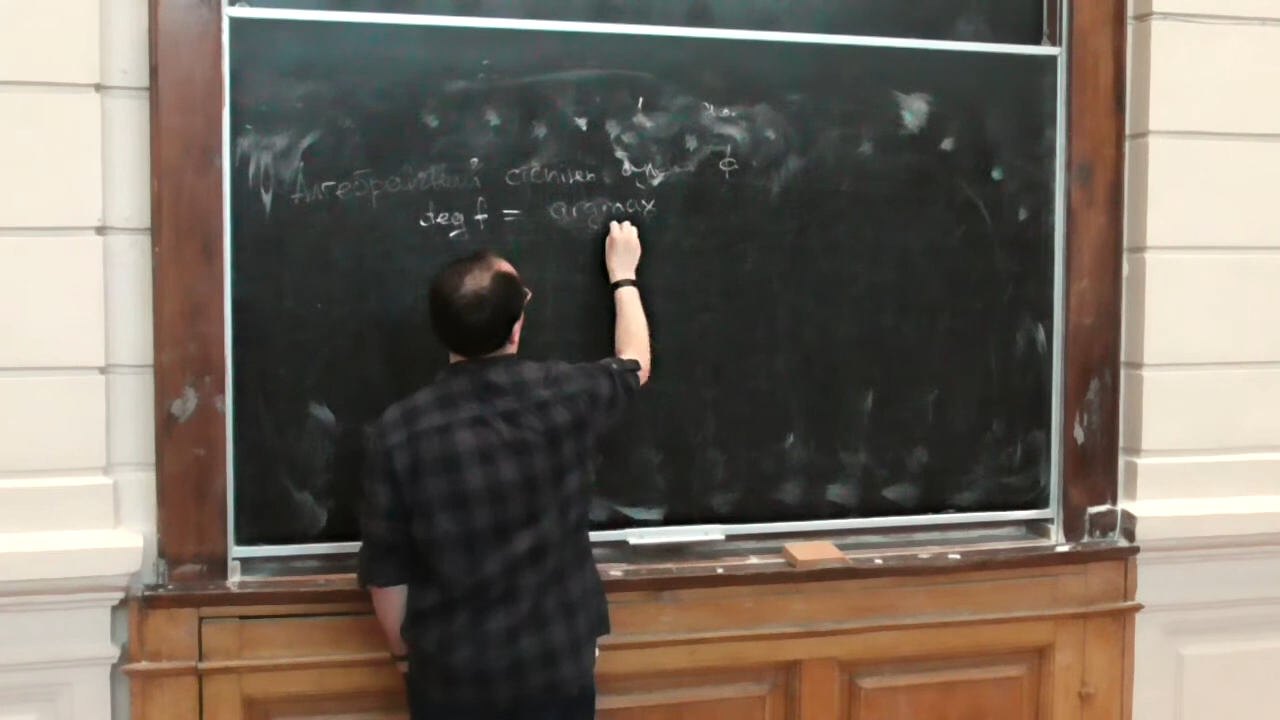 Алгебраический степень ф
deg f = argmax